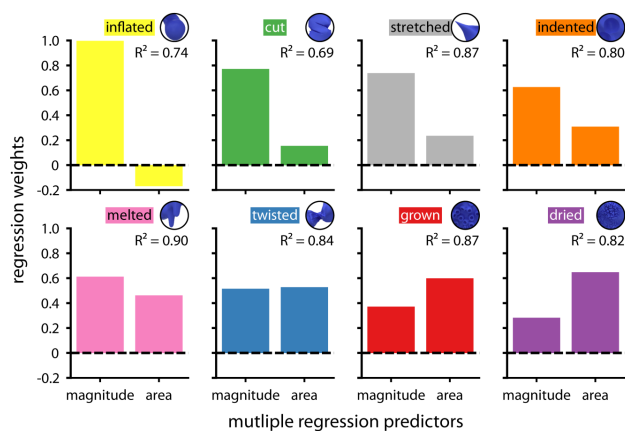 inflated
R² = 0.74
cut
R² = 0.69
stretched
R² = 0.87
indented
R² = 0.80
1.0
0.8
0.6
0.4
0.2
0
-0.2
melted
R² = 0.90
twisted
R² = 0.84
grown
R² = 0.87
dried
R² = 0.82
1.0
0.8
0.6
0.4
0.2
0
-0.2
regression weights
magnitude area
magnitude area
magnitude area
magnitude area
mutliple regression predictors